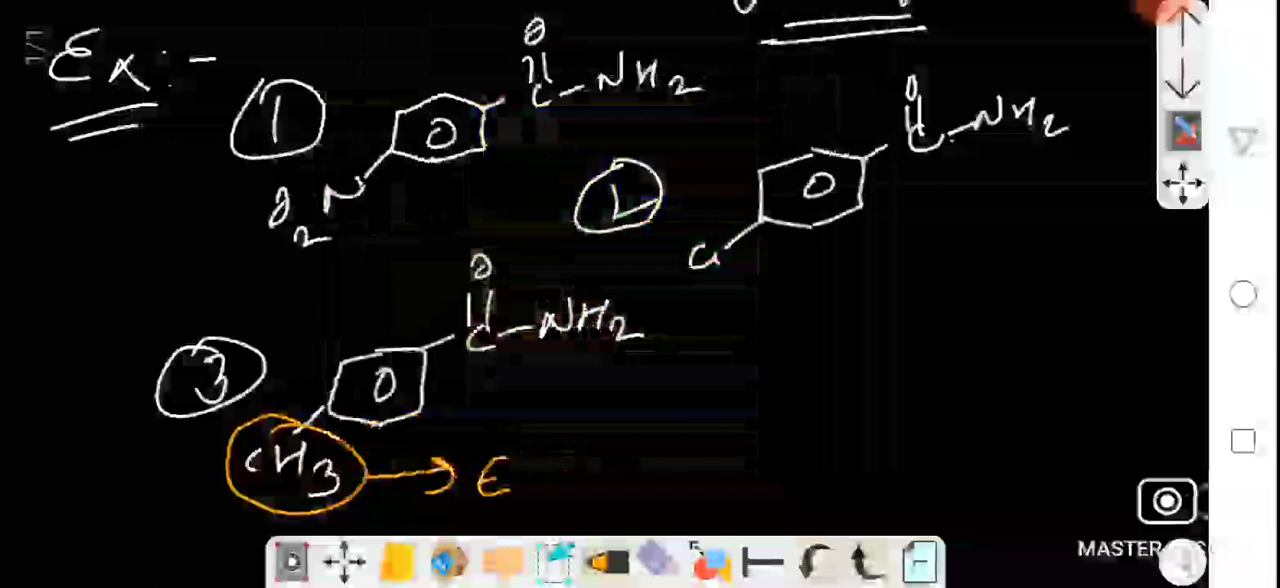 Ex :-
1
O
C-NH2
O2N
2
O
C-NH2
Cl
3
O
C-NH2
CH3 → E
MASTER